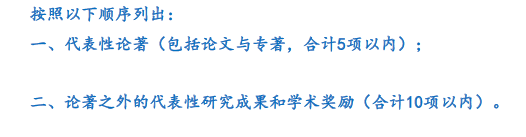 按照以下顺序列出：
一、代表性论著（包括论文与专著，合计5项以内）；
二、论著之外的代表性研究成果和学术奖励（合计10项以内）。